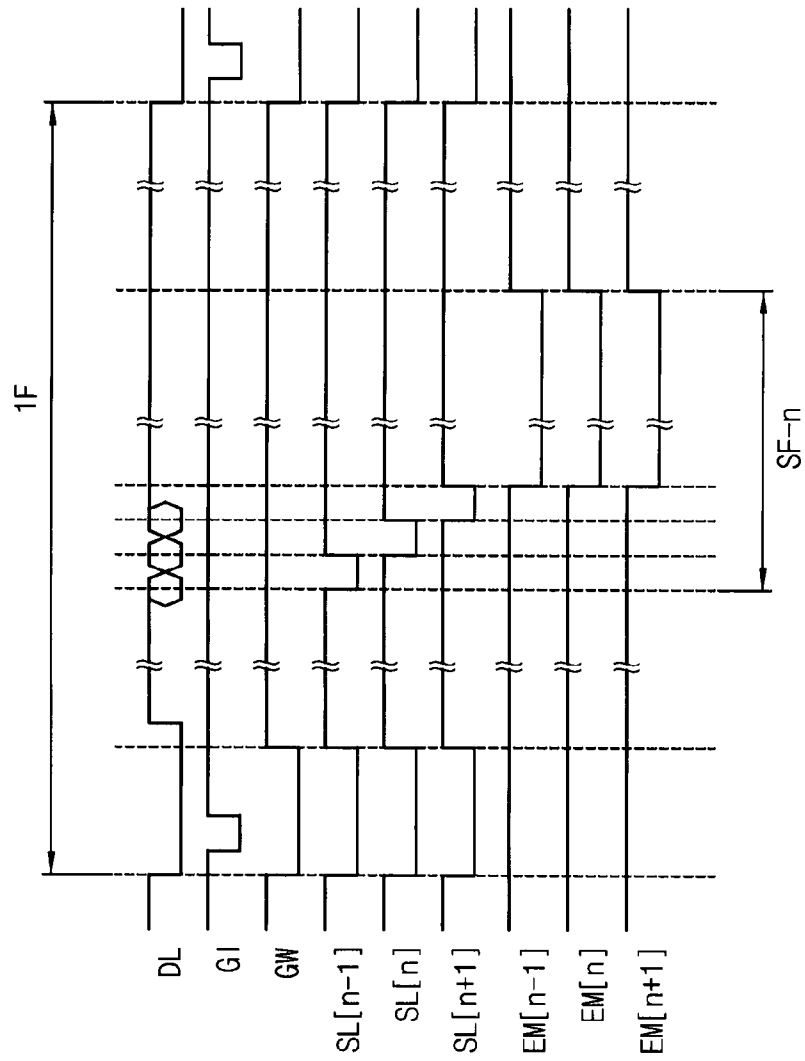 1F
DL
GI
GW
SL[n-1]
SL[n]
SL[n+1]
EM[n-1]
EM[n]
EM[n+1]
SF-n